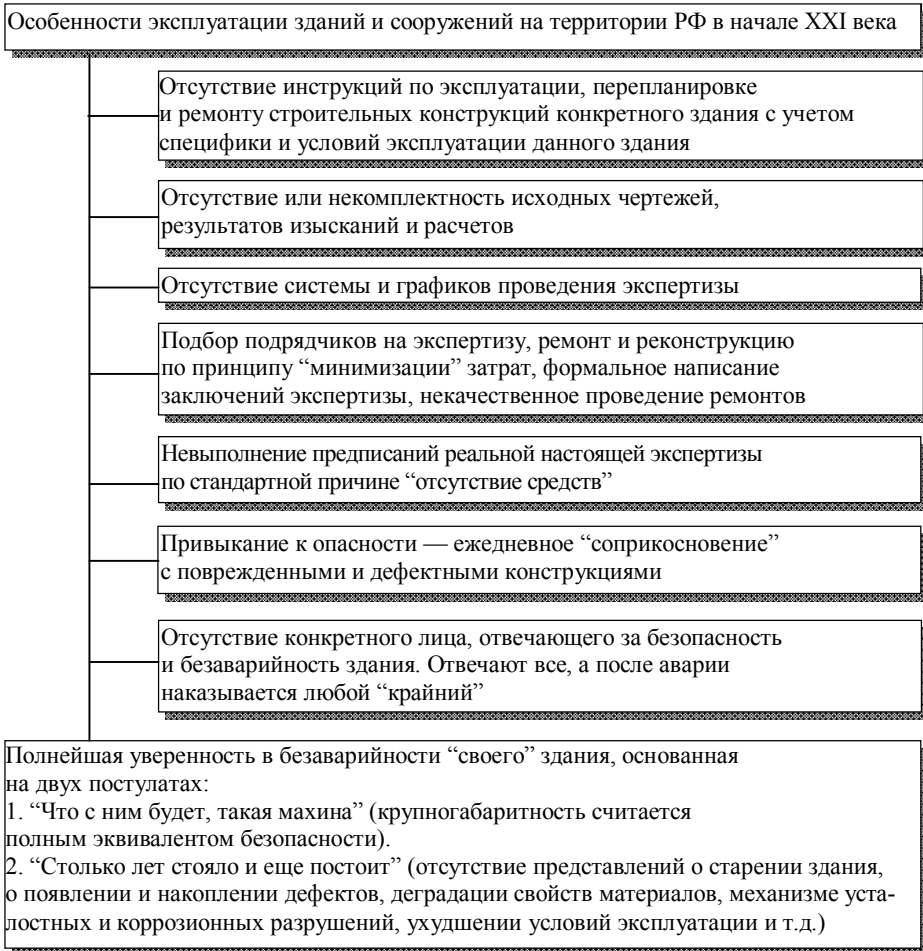 Особенности эксплуатации зданий и сооружений на территории РФ в начале XXI века
Отсутствие инструкций по эксплуатации, перепланировке
и ремонту строительных конструкций конкретного здания с учетом
специфики и условий эксплуатации данного здания
Отсутствие или некомплектность исходных чертежей,
результатов изысканий и расчетов
Отсутствие системы и графиков проведения экспертизы
Подбор подрядчиков на экспертизу, ремонт и реконструкцию
по принципу “минимизации” затрат, формальное написание
заключений экспертизы, некачественное проведение ремонтов
Невыполнение предписаний реальной настоящей экспертизы
по стандартной причине “отсутствие средств”
Привыкание к опасности — ежедневное “соприкосновение”
с поврежденными и дефектными конструкциями
Отсутствие конкретного лица, отвечающего за безопасность
и безаварийность здания. Отвечают все, а после аварии
наказывается любой “крайний”
Полнейшая уверенность в безаварийности “своего” здания, основанная
на двух постулатах:
1. “Что с ним будет, такая махина” (крупногабаритность считается
полным эквивалентом безопасности).
2. “Столько лет стояло и еще постоит” (отсутствие представлений о старении здания,
о появлении и накоплении дефектов, деградации свойств материалов, механизме уста-
лостных и коррозионных разрушений, ухудшении условий эксплуатации и т.д.)